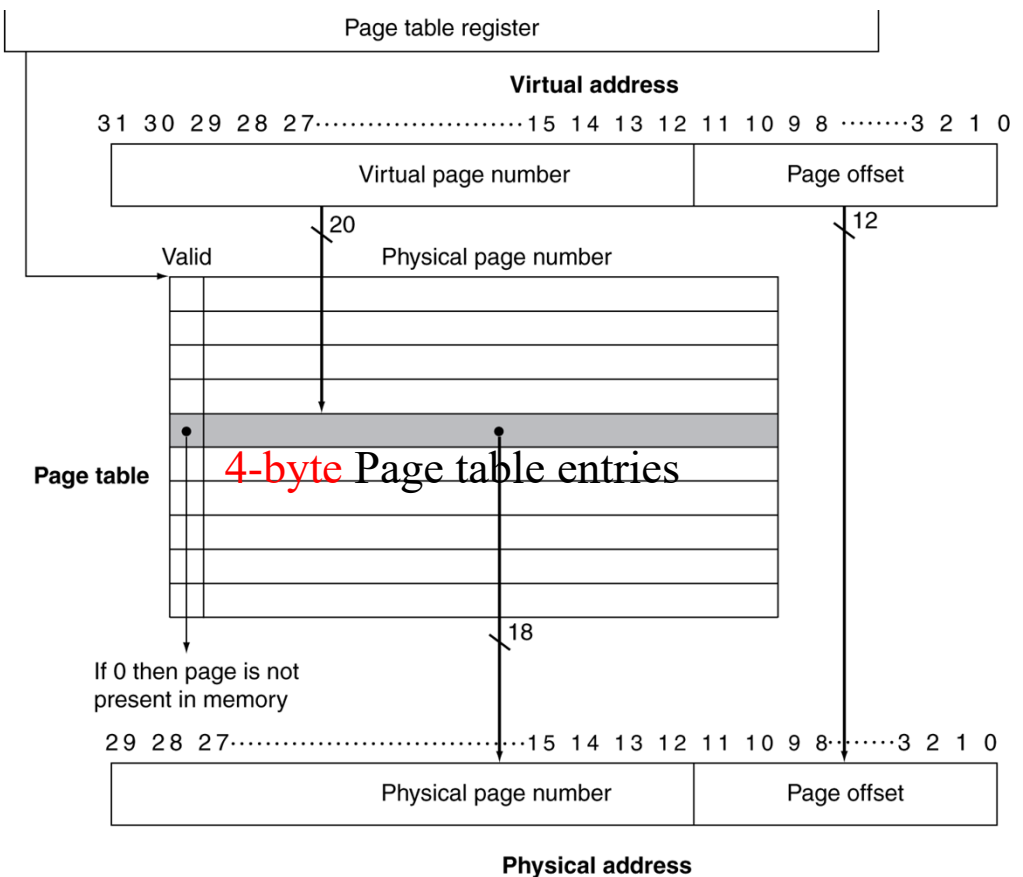 Page table register
Virtual address
31 30 29 28 27·······················15 14 13 12 11 10 9 8 ········3 2 1 0
Virtual page number Page offset
20 12
Valid Physical page number
Page table 4-byte Page table entries
18
If 0 then page is not
present in memory
29 28 27·································15 14 13 12 11 10 9 8········3 2 1 0
Physical page number Page offset
Physical address